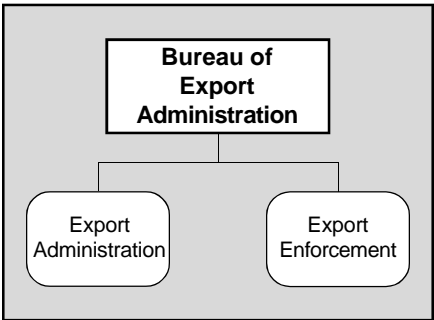 Bureau of
Export
Administration
Export
Administration
Export
Enforcement